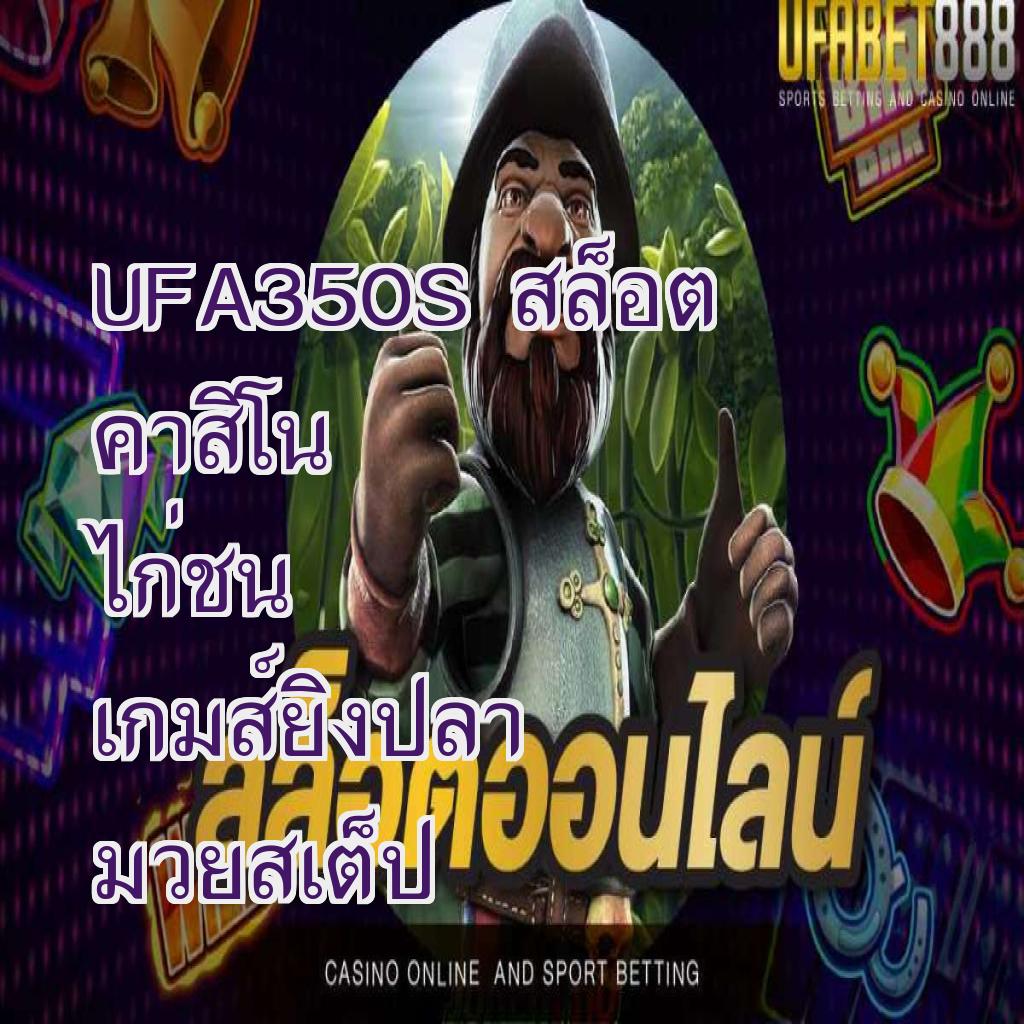 UFABET888
SPORTS BETTING AND CASINO ONLINE
BAR
UFA350S สล็อต
คาสิโน
ไก่ชน
เกมส์ยิงปลา
สล็อตออนไลน์
มวยสเต็ป
CASINO ONLINE AND SPORT BETTING